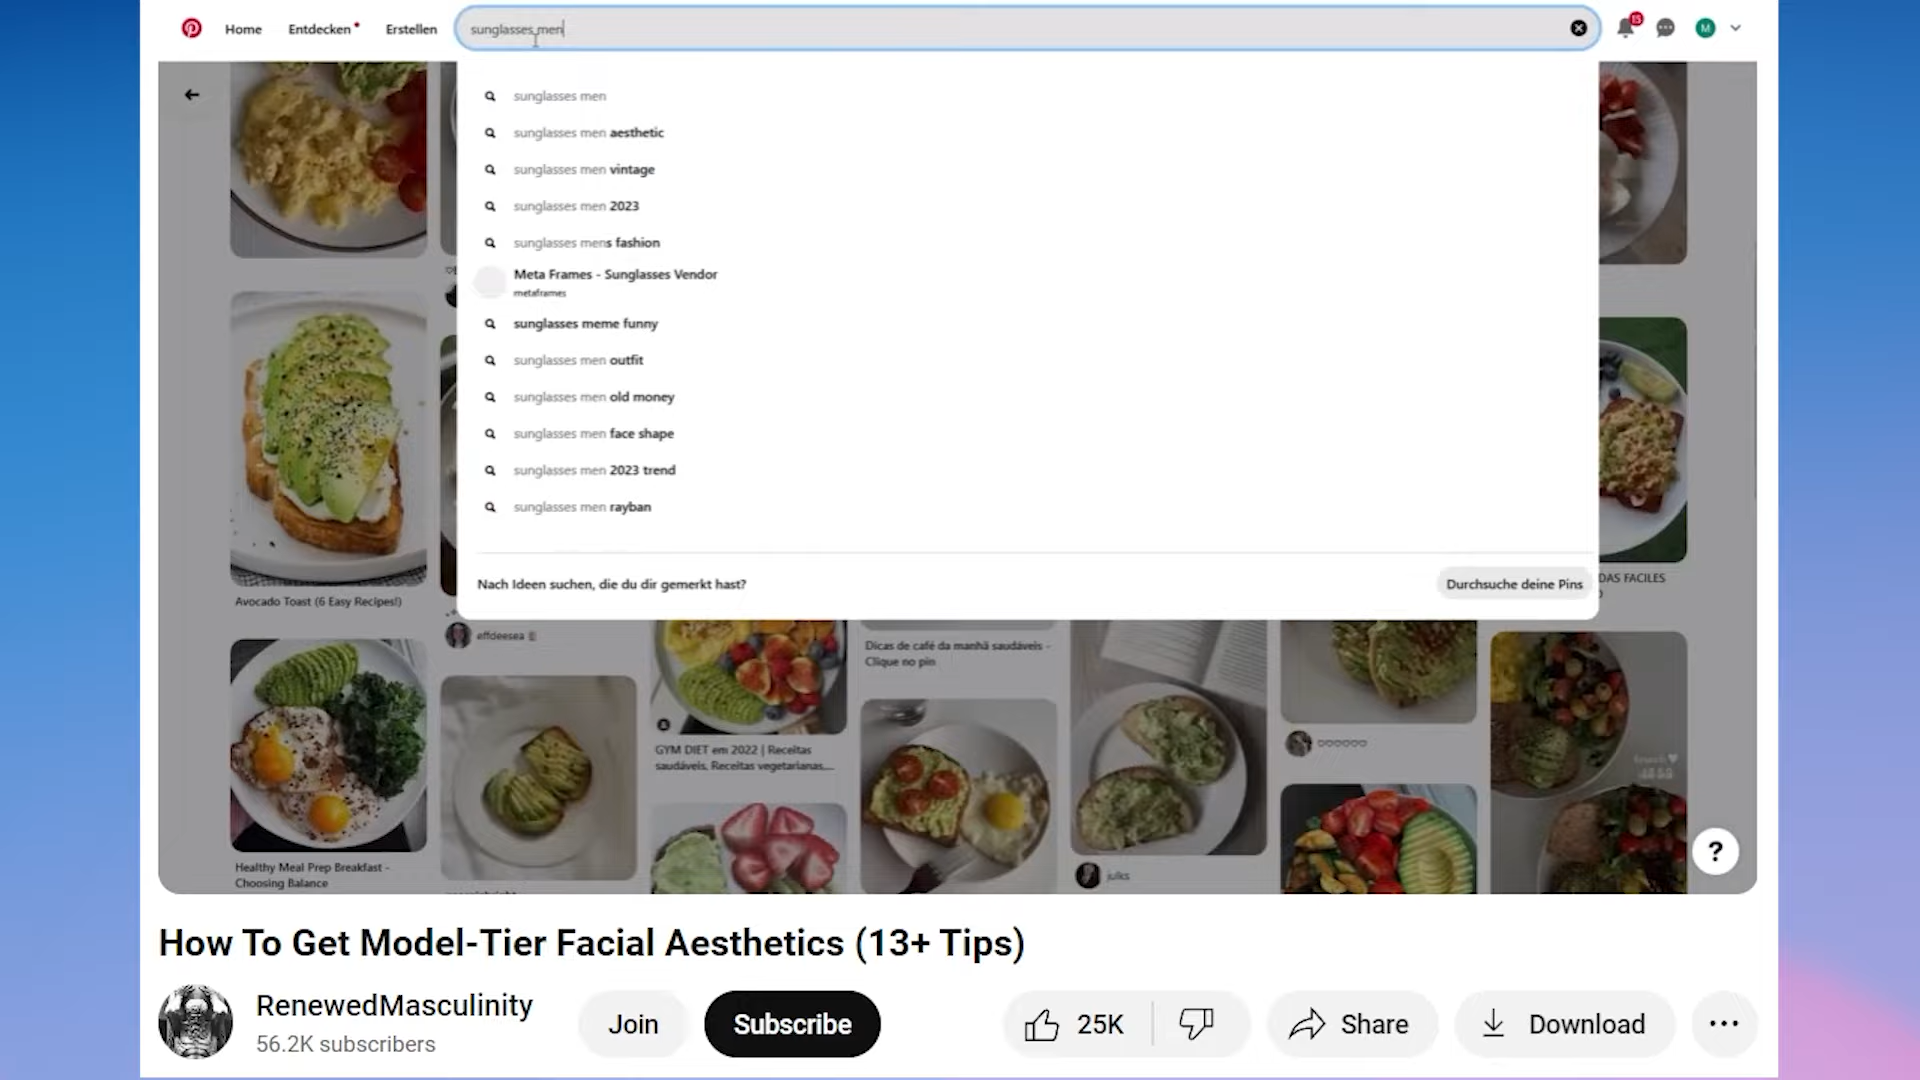 Home
Entdecken
Erstellen
sunglasses men
15
M
sunglasses men
sunglasses men aesthetic
sunglasses men vintage
sunglasses men 2023
sunglasses mens fashion
Meta Frames - Sunglasses Vendor
metaframes
sunglasses meme funny
sunglasses men outfit
sunglasses men old money
sunglasses men face shape
sunglasses men 2023 trend
sunglasses men rayban
Nach Ideen suchen, die du dir gemerkt hast?
Durchsuche deine Pins
DAS FACILES
Avocado Toast (6 Easy Recipes!)
effdeesea
Dicas de café da manhã saudáveis -
Clique no pin
GYM DIET em 2022 | Receitas
saudáveis, Receitas vegetarianas,...
Healthy Meal Prep Breakfast -
Choosing Balance
julks
?
How To Get Model-Tier Facial Aesthetics (13+ Tips)
RenewedMasculinity
56.2K subscribers
Join
Subscribe
25K
Share
Download